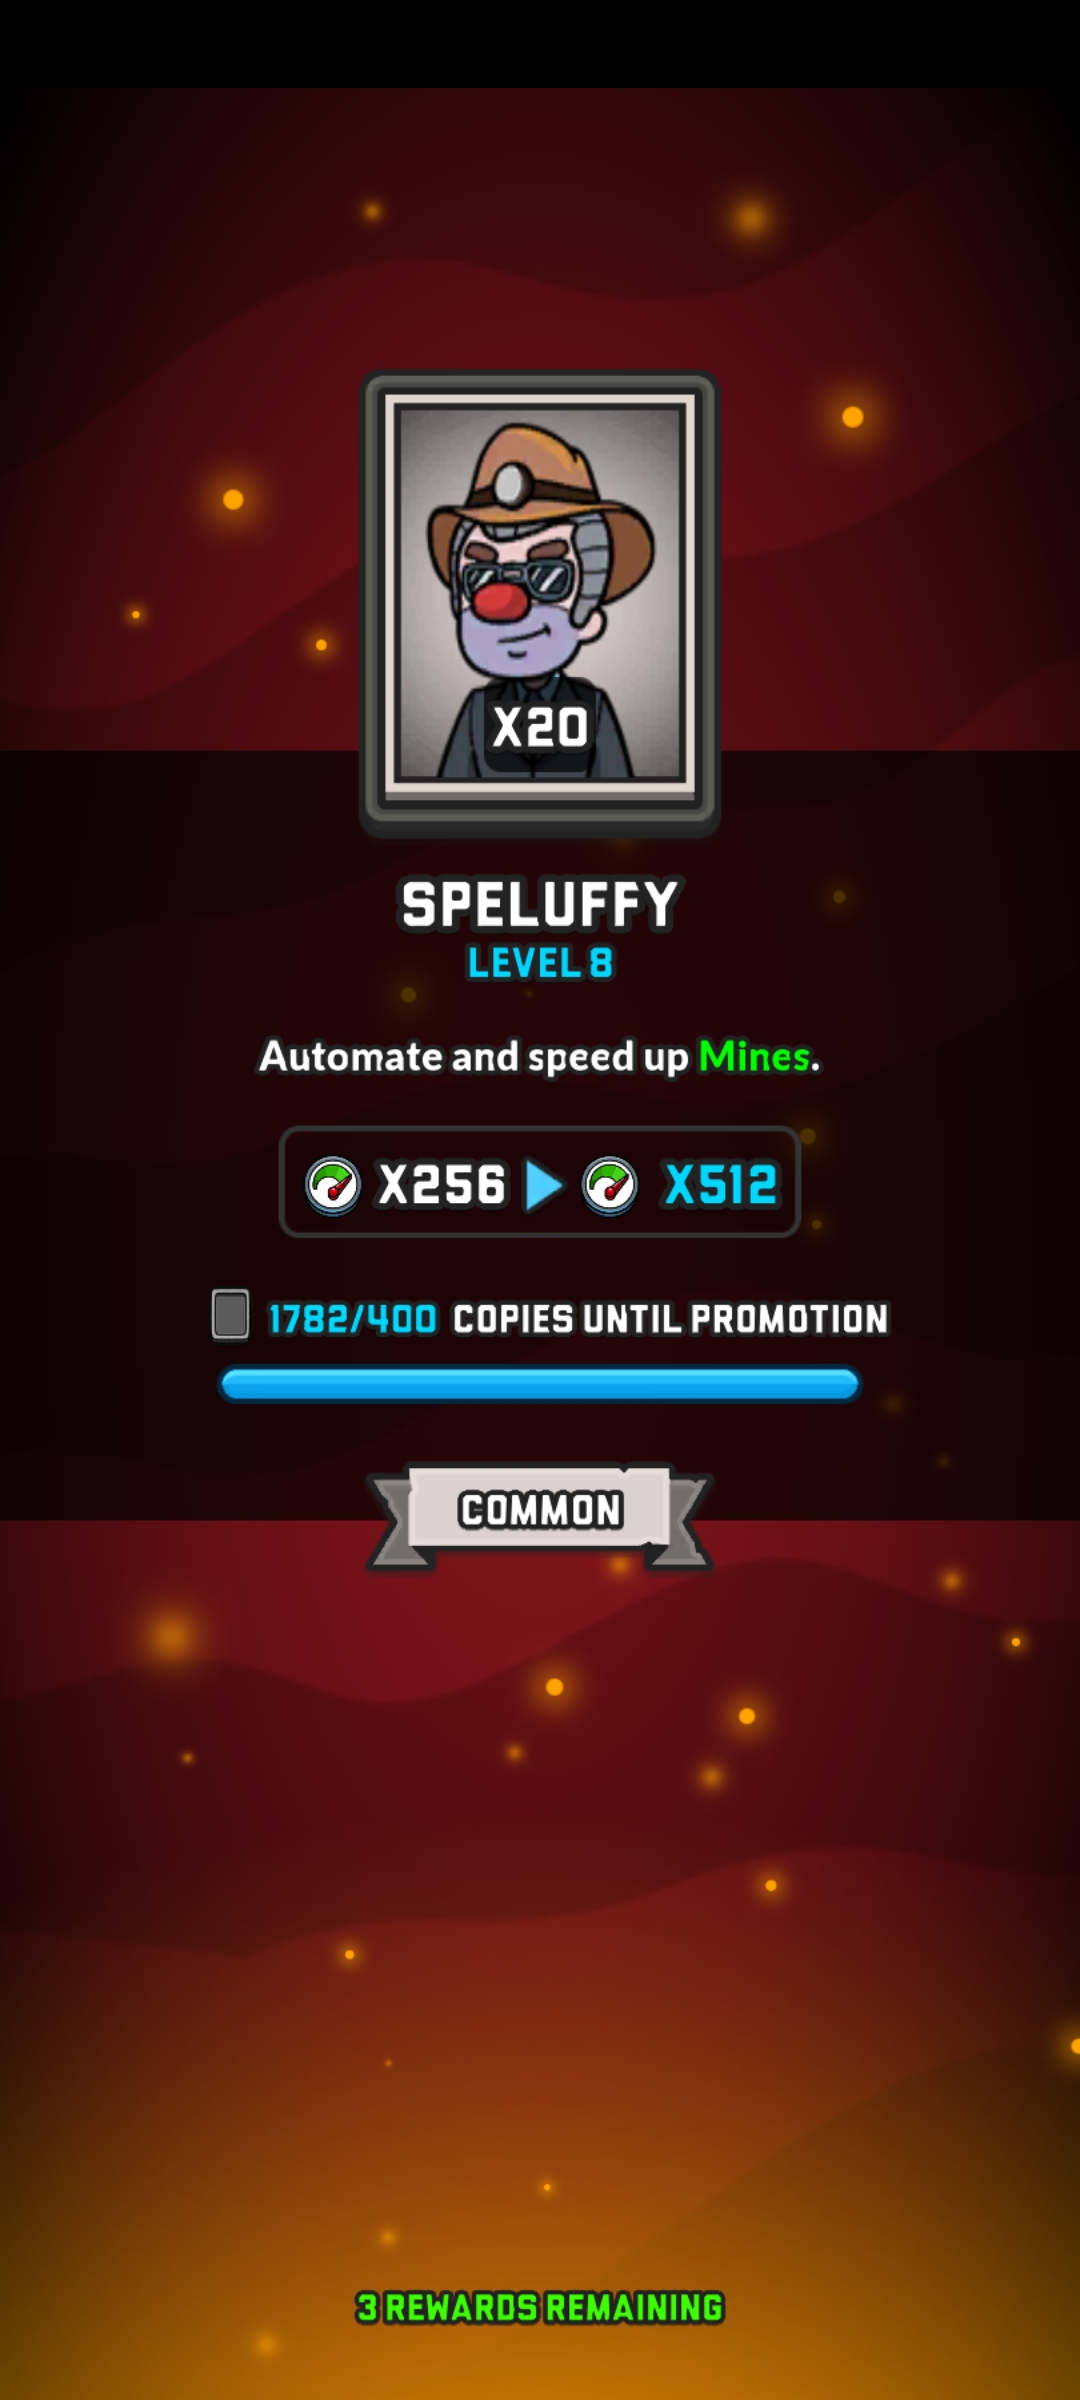 X20
SPELUFFY
LEVEL 8
Automate and speed up Mines.
X256 X512
1782/400 COPIES UNTIL PROMOTION
COMMON
3 REWARDS REMAINING